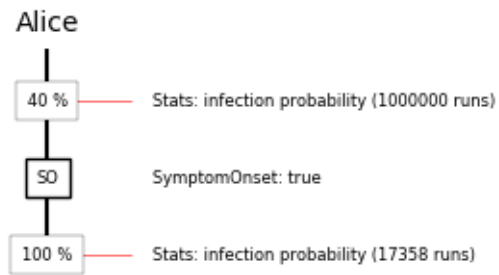 Alice
40 % Stats: infection probability (1000000 runs)
SO SymptomOnset: true
100 % Stats: infection probability (17358 runs)